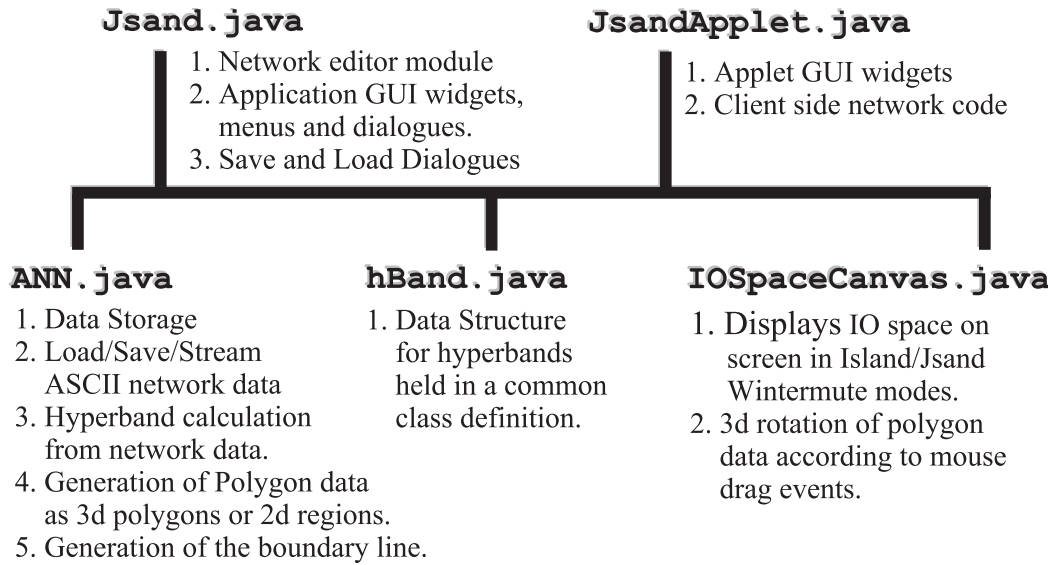 Jsand.java
1. Network editor module
2. Application GUI widgets,
menus and dialogues.
3. Save and Load Dialogues
JsandApplet.java
1. Applet GUI widgets
2. Client side network code
ANN.java
1. Data Storage
2. Load/Save/Stream
ASCII network data
3. Hyperband calculation
from network data.
4. Generation of Polygon data
as 3d polygons or 2d regions.
5. Generation of the boundary line.
hBand.java
1. Data Structure
for hyperbands
held in a common
class definition.
IOSpaceCanvas.java
1. Displays IO space on
screen in Island/Jsand
Wintermute modes.
2. 3d rotation of polygon
data according to mouse
drag events.